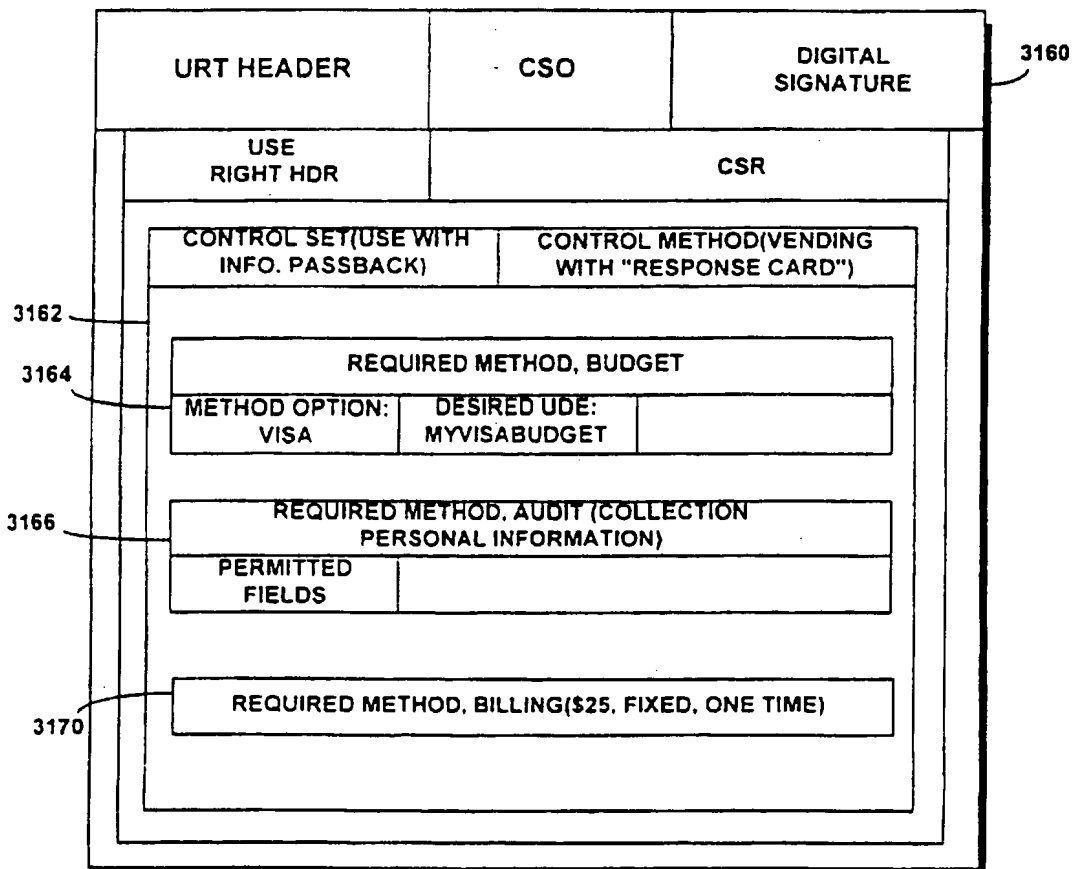 URT HEADER
CSO
DIGITAL
SIGNATURE
3160
USE
RIGHT HDR
CSR
CONTROL SET(USE WITH
INFO. PASSBACK)
CONTROL METHOD(VENDING
WITH "RESPONSE CARD")
3162
REQUIRED METHOD, BUDGET
3164
METHOD OPTION:
VISA
DESIRED UDE:
MYVISABUDGET
REQUIRED METHOD, AUDIT (COLLECTION
PERSONAL INFORMATION)
3166
PERMITTED
FIELDS
REQUIRED METHOD, BILLING($25, FIXED, ONE TIME)
3170